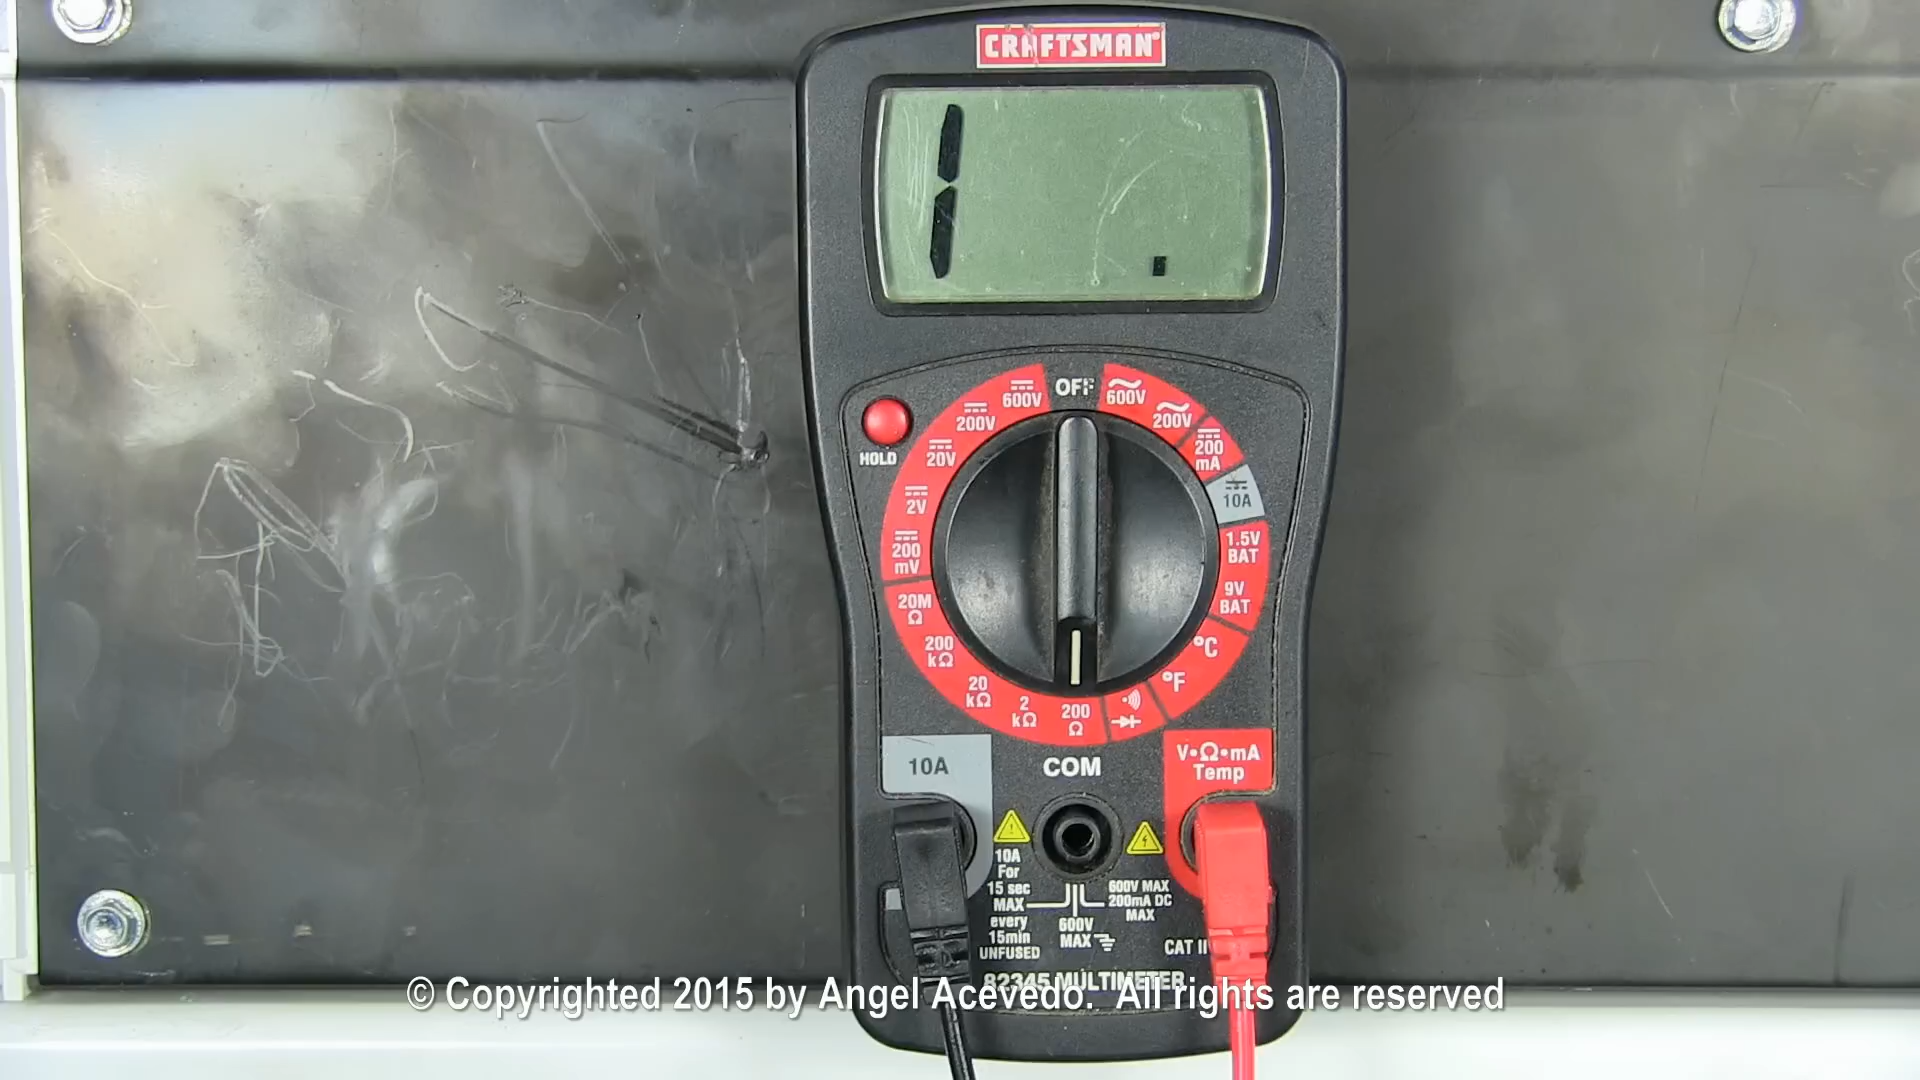 CRAFTSMAN®
1 .
OFF
600V
200V
20V
2V
200
mV
20M
Ω
200
kΩ
20
kΩ
2
kΩ
200
Ω
600V
200V
200
mA
10A
1.5V
BAT
9V
BAT
°C
°F
HOLD
10A
COM
V•Ω•mA
Temp
10A
For
15 sec
MAX
every
15min
UNFUSED
600V
MAX
600V MAX
200mA DC
MAX
CAT II
82345 MULTIMETER
© Copyrighted 2015 by Angel Acevedo. All rights are reserved